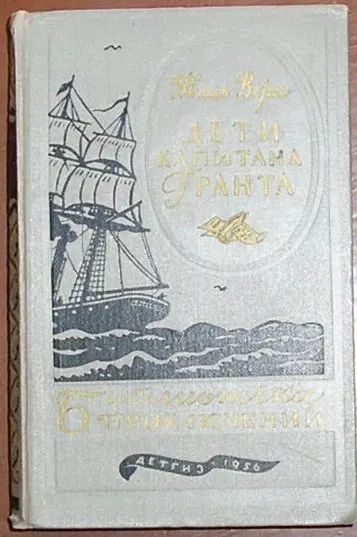 Жюль Верн
ДЕТИ
КАПИТАНА
ГРАНТА
Библиотека
ПРИКЛЮЧЕНИЙ
ДЕТГИЗ · 1956